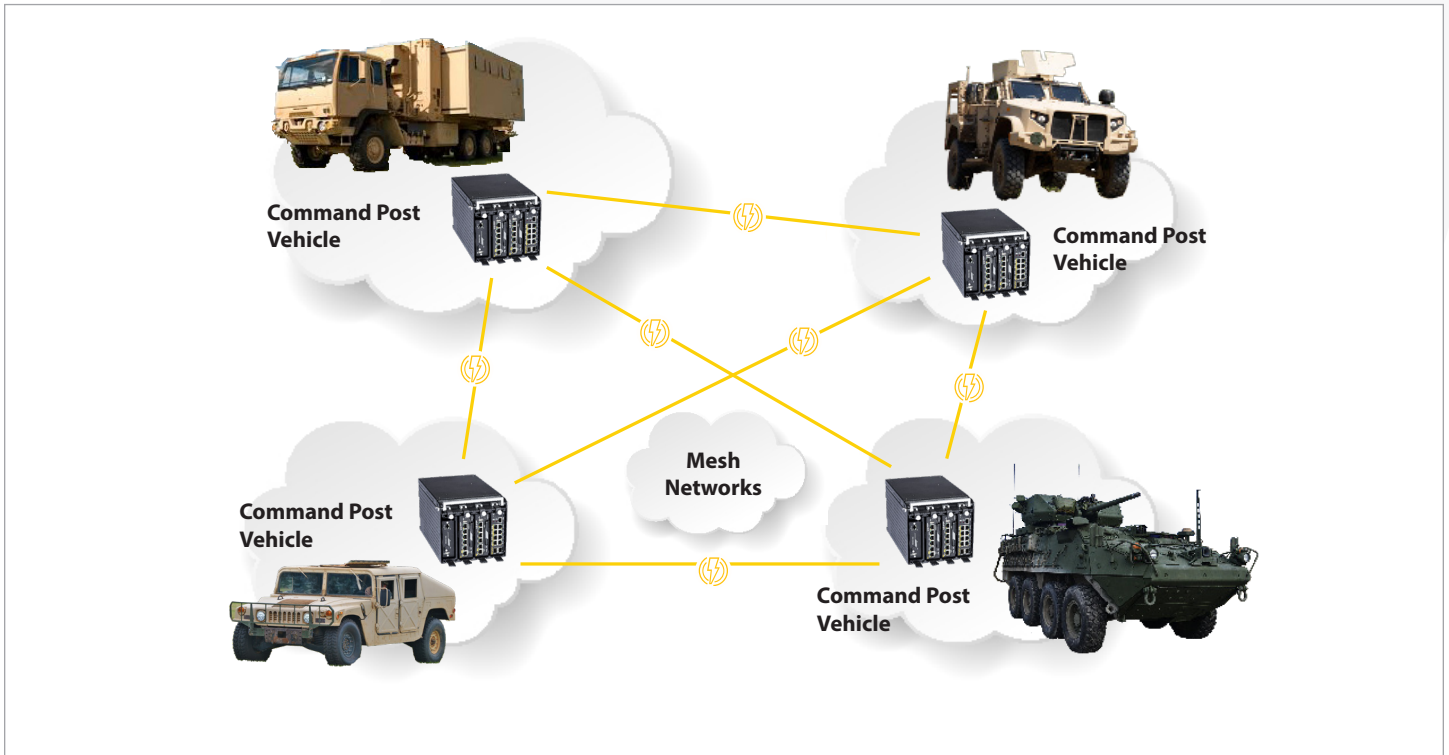 Command Post
Vehicle
Command Post
Vehicle
Mesh
Networks
Command Post
Vehicle
Command Post
Vehicle